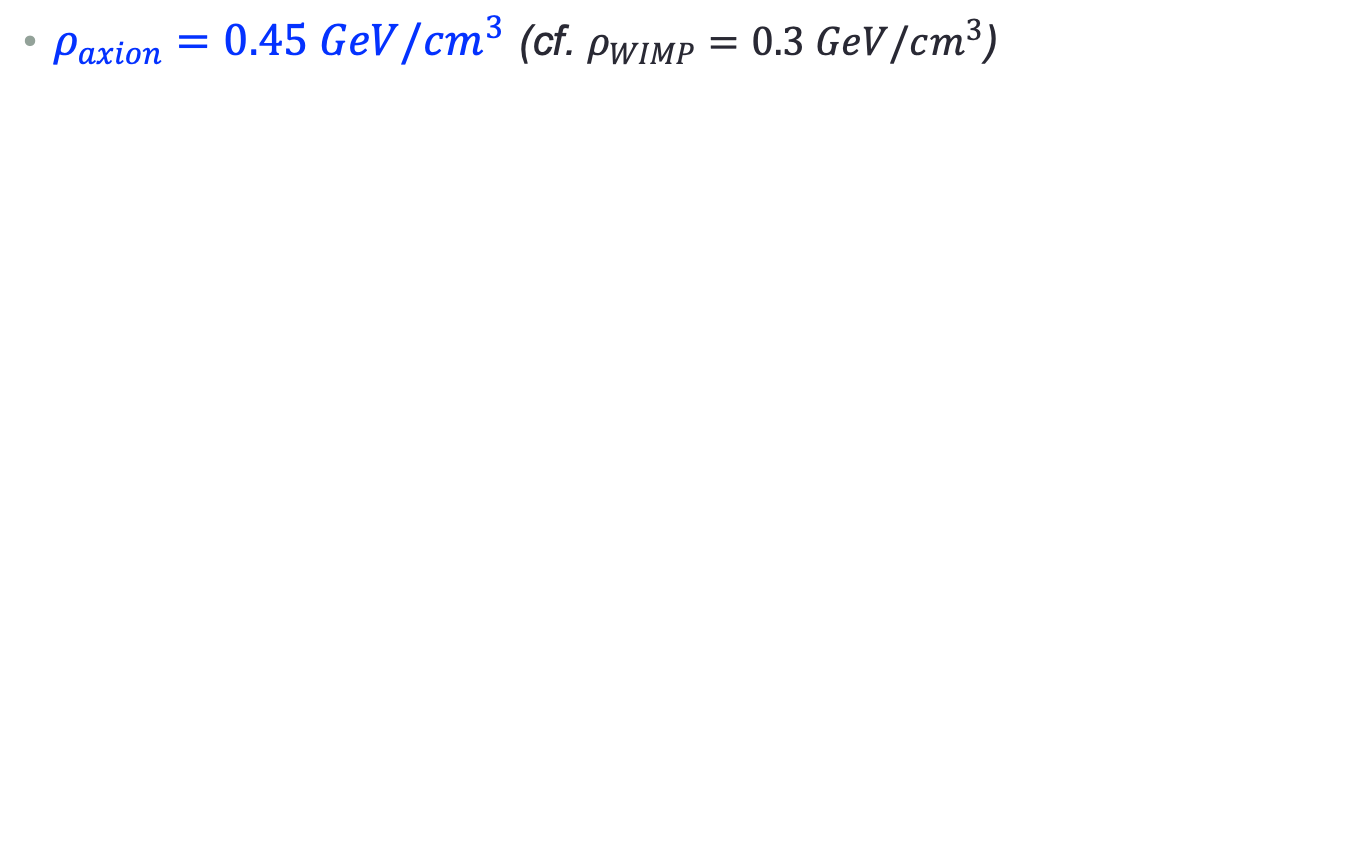 • ρ_axion = 0.45 GeV/cm³ (cf. ρ_WIMP = 0.3 GeV/cm³)